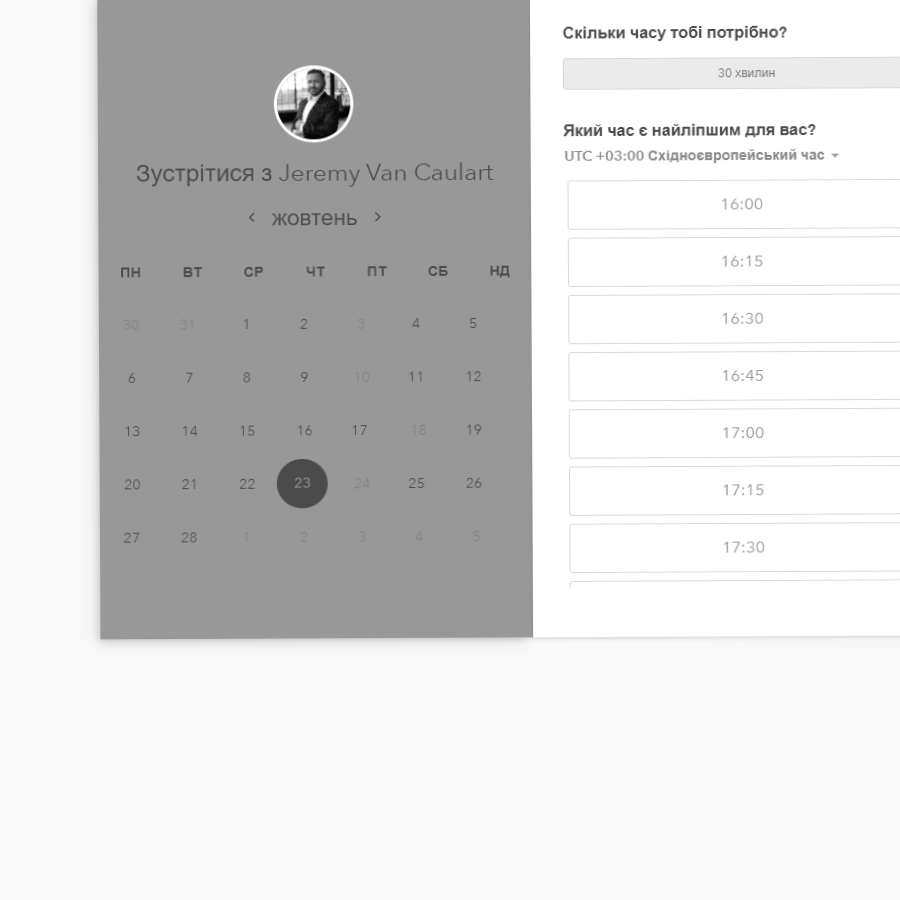 Зустрітися з Jeremy Van Caulart
‹ жовтень ›
ПН ВТ СР ЧТ ПТ СБ НД
30 31 1 2 3 4 5
6 7 8 9 10 11 12
13 14 15 16 17 18 19
20 21 22 23 24 25 26
27 28 1 2 3 4 5
Скільки часу тобі потрібно?
30 хвилин
Який час є найліпшим для вас?
UTC +03:00 Східноєвропейський час
16:00
16:15
16:30
16:45
17:00
17:15
17:30